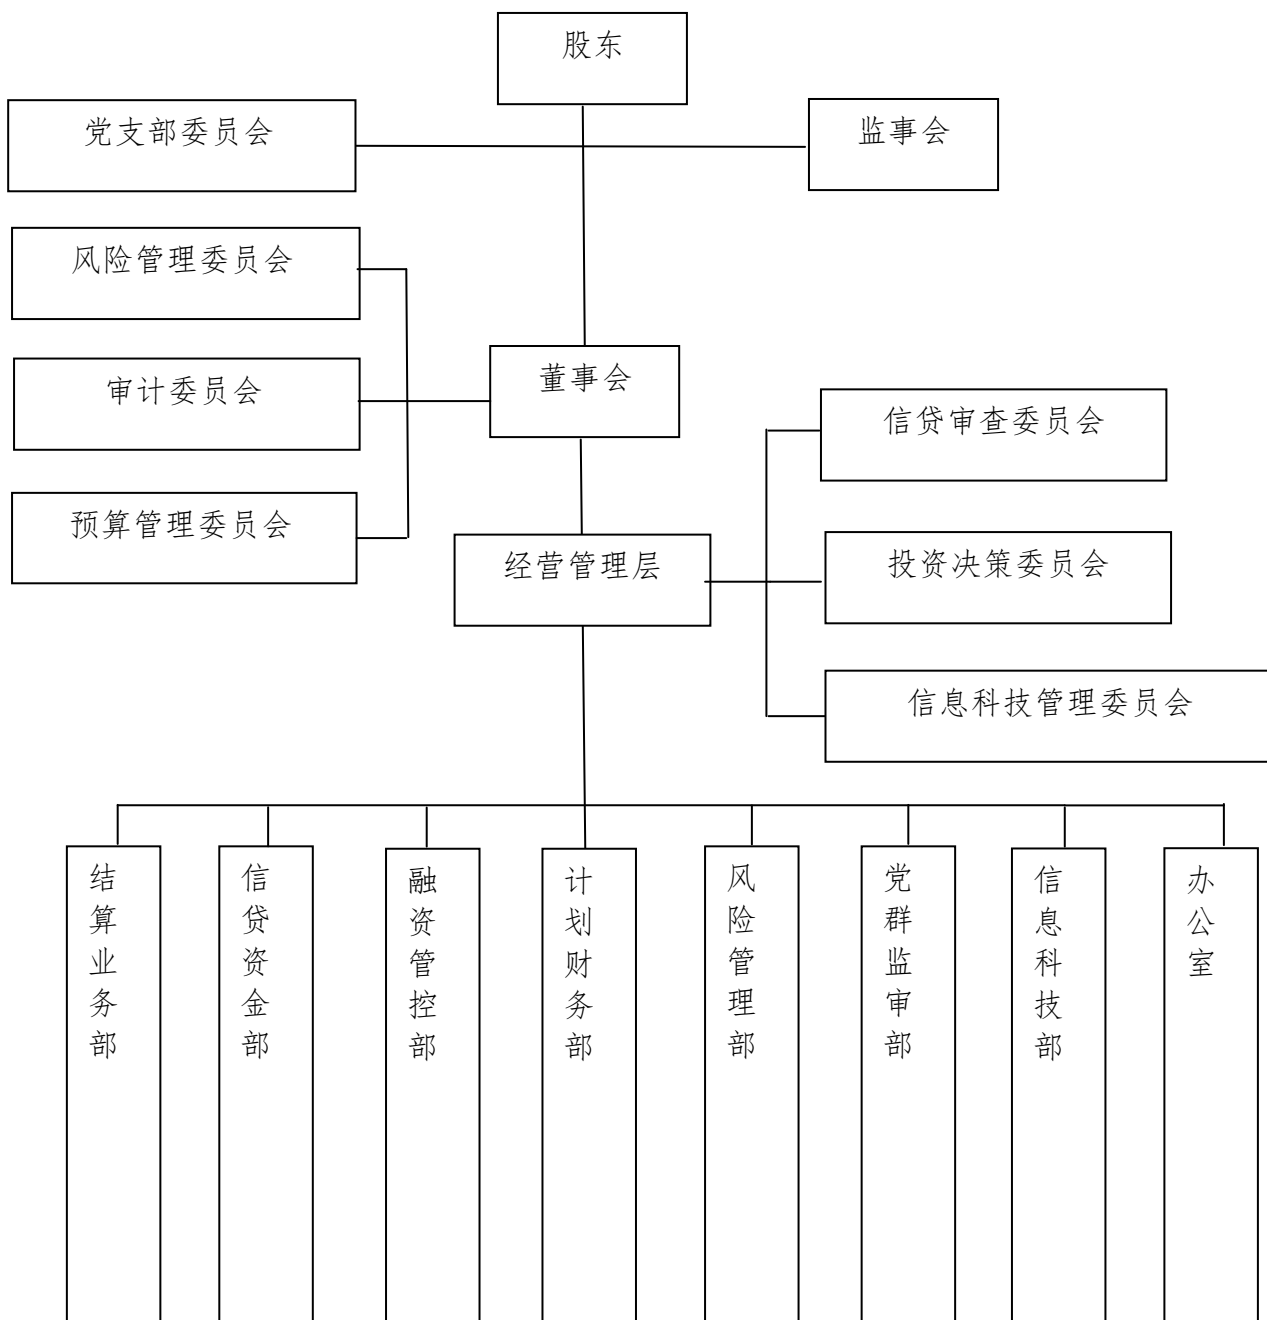 股东
党支部委员会
监事会
风险管理委员会
审计委员会
董事会
信贷审查委员会
预算管理委员会
经营管理层
投资决策委员会
信息科技管理委员会
结算业务部
信贷资金部
融资管控部
计划财务部
风险管理部
党群监审部
信息科技部
办公室